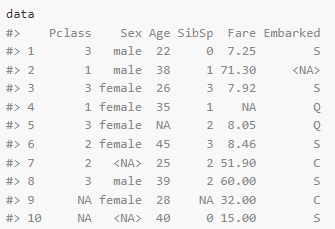 data
#>    Pclass    Sex Age SibSp  Fare Embarked
#> 1       3   male  22     0  7.25        S
#> 2       1   male  38     1 71.30     <NA>
#> 3       3 female  26     3  7.92        S
#> 4       1 female  35     1    NA        Q
#> 5       3 female  NA     2  8.05        Q
#> 6       2 female  45     3  8.46        S
#> 7       2   <NA>  25     2 51.90        C
#> 8       3   male  39     2 60.00        S
#> 9      NA female  28    NA 32.00        C
#> 10     NA   <NA>  40     0 15.00        S